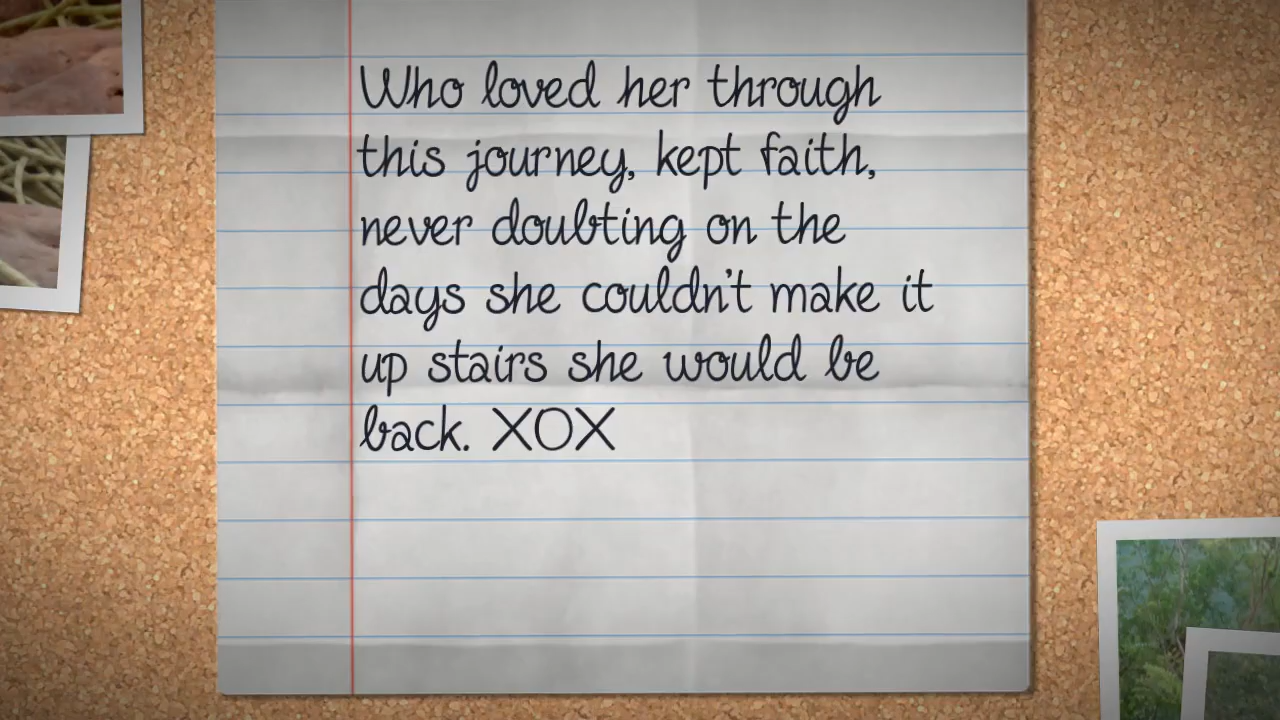 Who loved her through
this journey, kept faith,
never doubting on the
days she couldn't make it
up stairs she would be
back. XOX